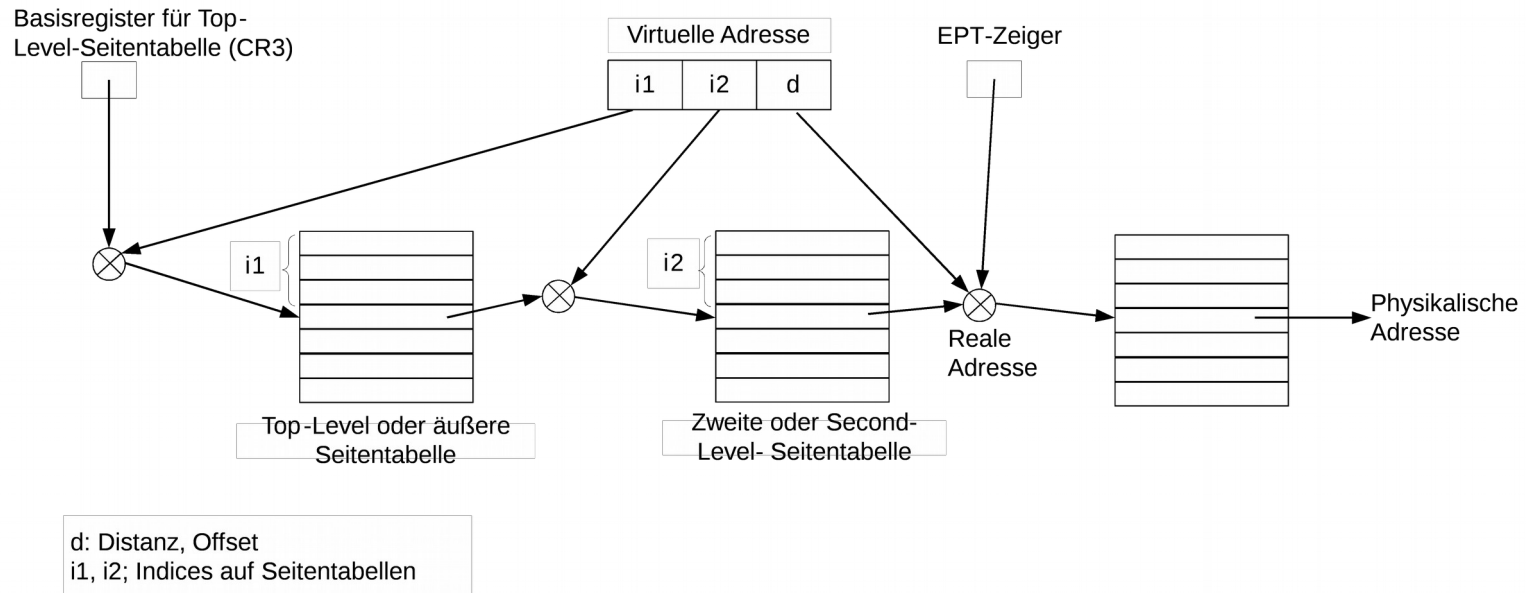 Basisregister für Top-
Level-Seitentabelle (CR3)
Virtuelle Adresse
EPT-Zeiger
i1
i2
d
i1
i2
Reale
Adresse
Physikalische
Adresse
Top-Level oder äußere
Seitentabelle
Zweite oder Second-
Level- Seitentabelle
d: Distanz, Offset
i1, i2; Indices auf Seitentabellen